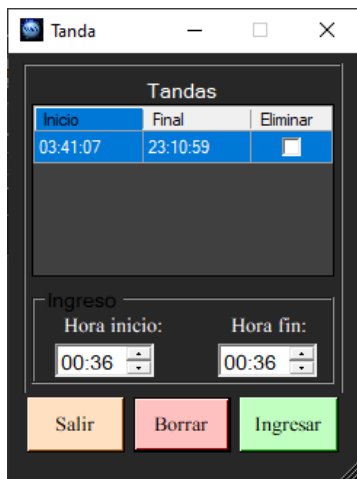 Tanda
Tandas
Inicio Final Eliminar
03:41:07 23:10:59
Ingreso
Hora inicio: Hora fin:
00:36 00:36
Salir Borrar Ingresar